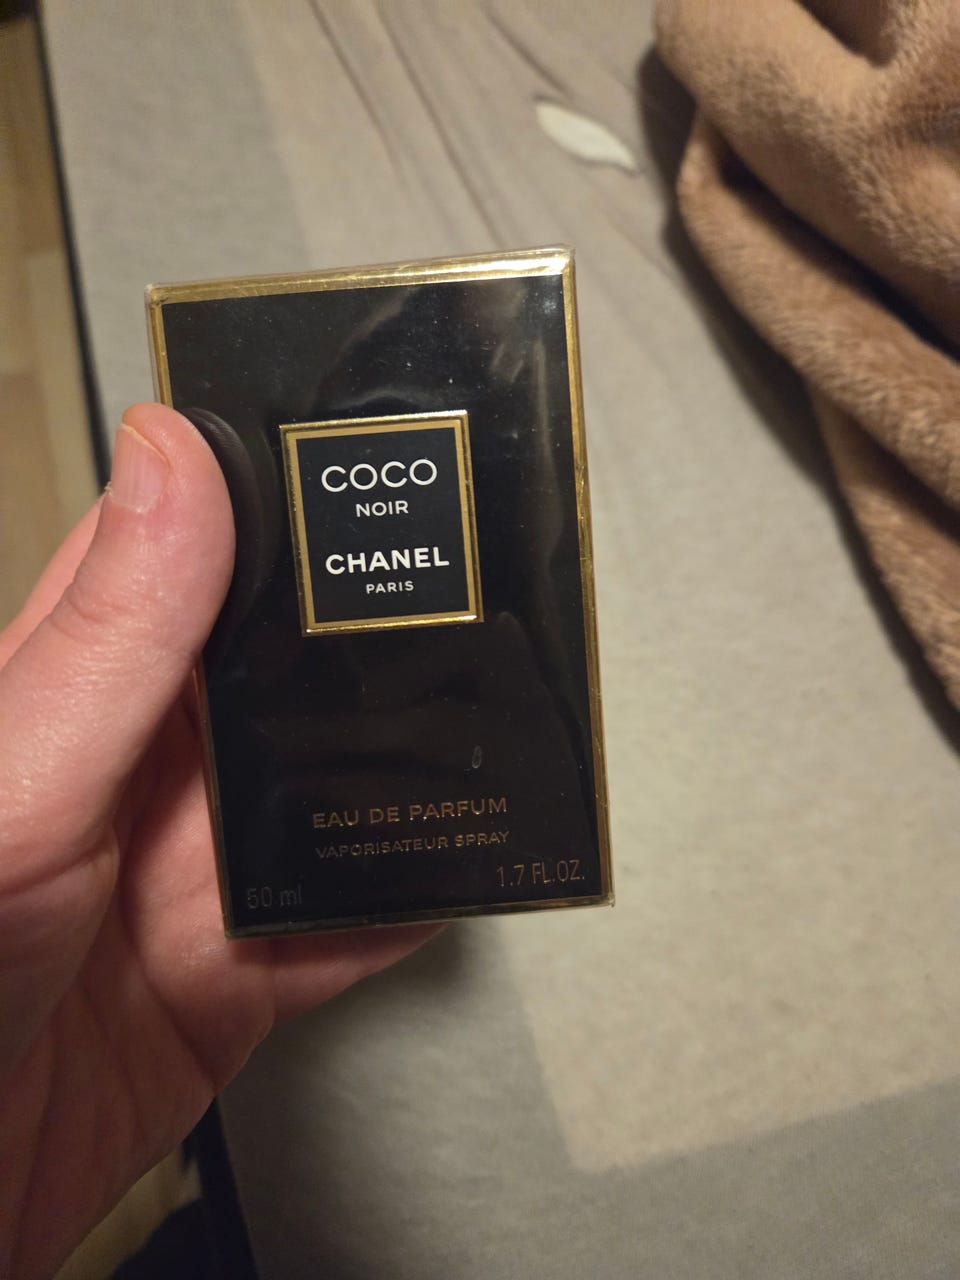 COCO
NOIR
CHANEL
PARIS
EAU DE PARFUM
VAPORISATEUR SPRAY
50 ml
1.7 FL.OZ.